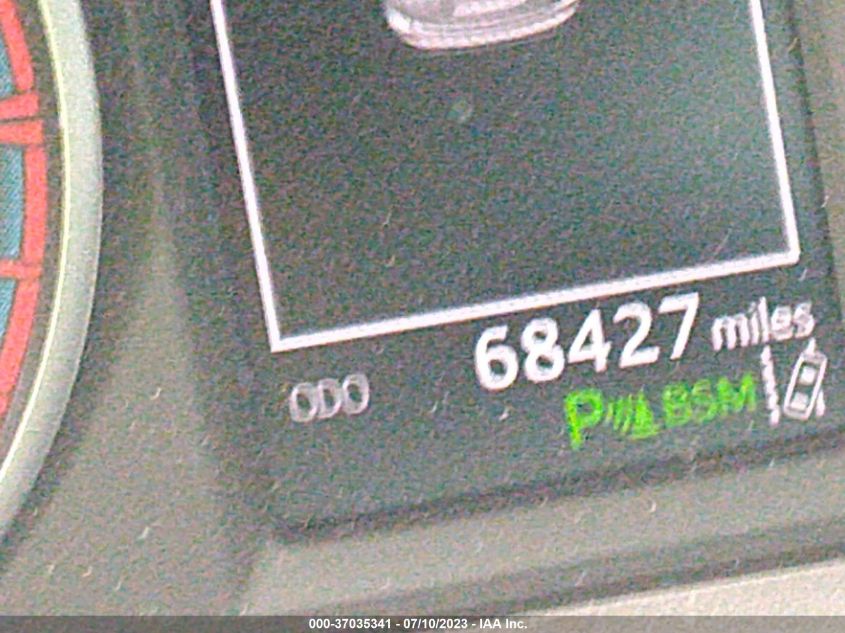 68427 miles
ODO
P BSM
000-37035341 - 07/10/2023 - IAA Inc.